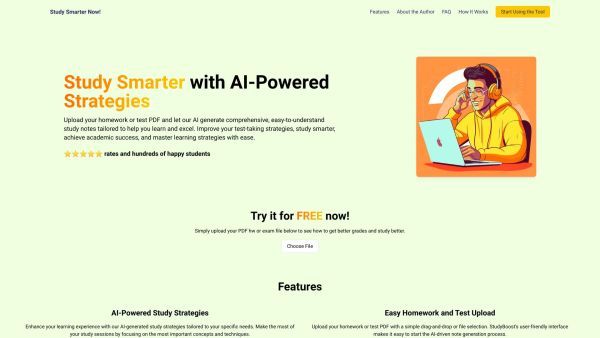 Study Smarter Now!
Features
About the Author
FAQ
How It Works
Start Using the Tool
Study Smarter with AI-Powered
Strategies
Upload your homework or test PDF and let our AI generate comprehensive, easy-to-understand
study notes tailored to help you learn and excel. Improve your test-taking strategies, study smarter,
achieve academic success, and master learning strategies with ease.
⭐⭐⭐⭐⭐ rates and hundreds of happy students
Try it for FREE now!
Simply upload your PDF hw or exam file below to see how to get better grades and study better.
Choose File
Features
AI-Powered Study Strategies
Enhance your learning experience with our AI-generated study strategies tailored to your specific needs. Make the most of
your study sessions by focusing on the most important concepts and techniques.
Easy Homework and Test Upload
Upload your homework or test PDF with a simple drag-and-drop or file selection. StudyBoost's user-friendly interface
makes it easy to start the AI-driven note generation process.